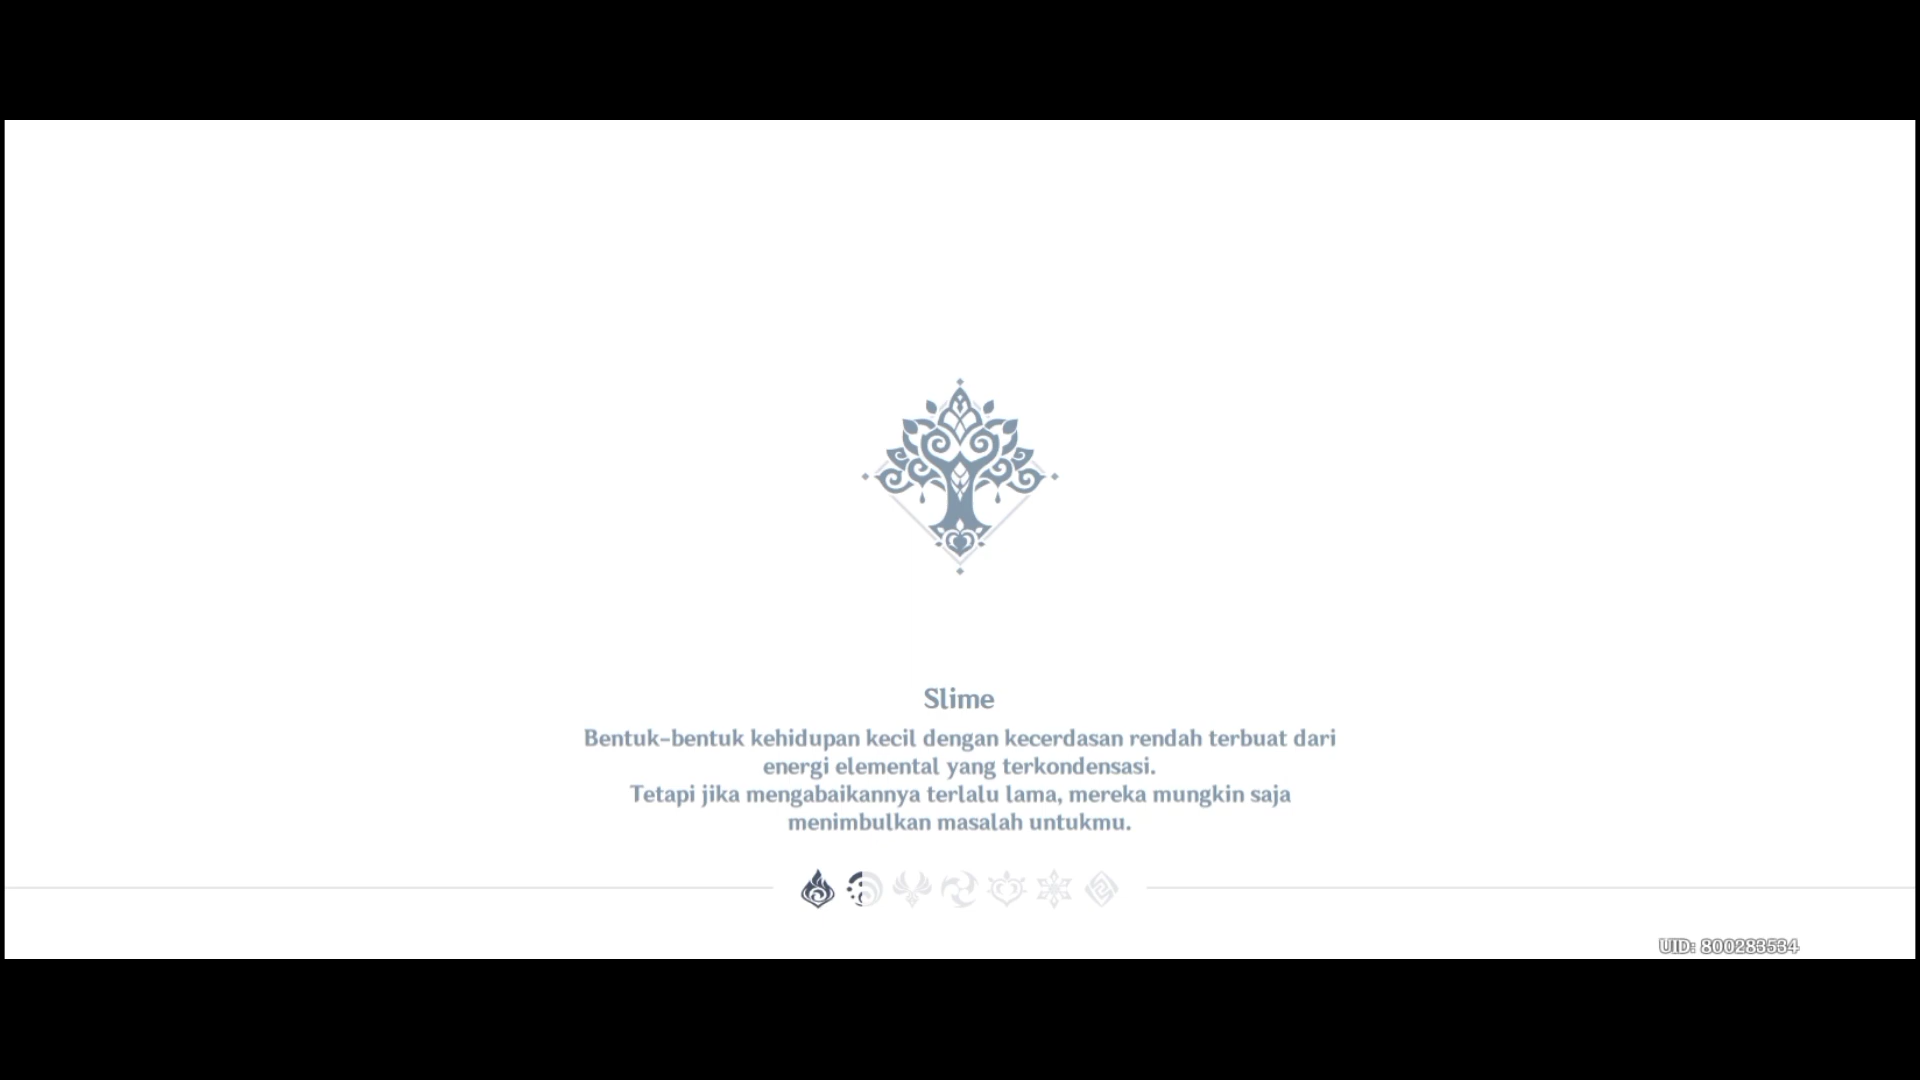 Slime
Bentuk-bentuk kehidupan kecil dengan kecerdasan rendah terbuat dari
energi elemental yang terkondensasi.
Tetapi jika mengabaikannya terlalu lama, mereka mungkin saja
menimbulkan masalah untukmu.
UID: 800283534